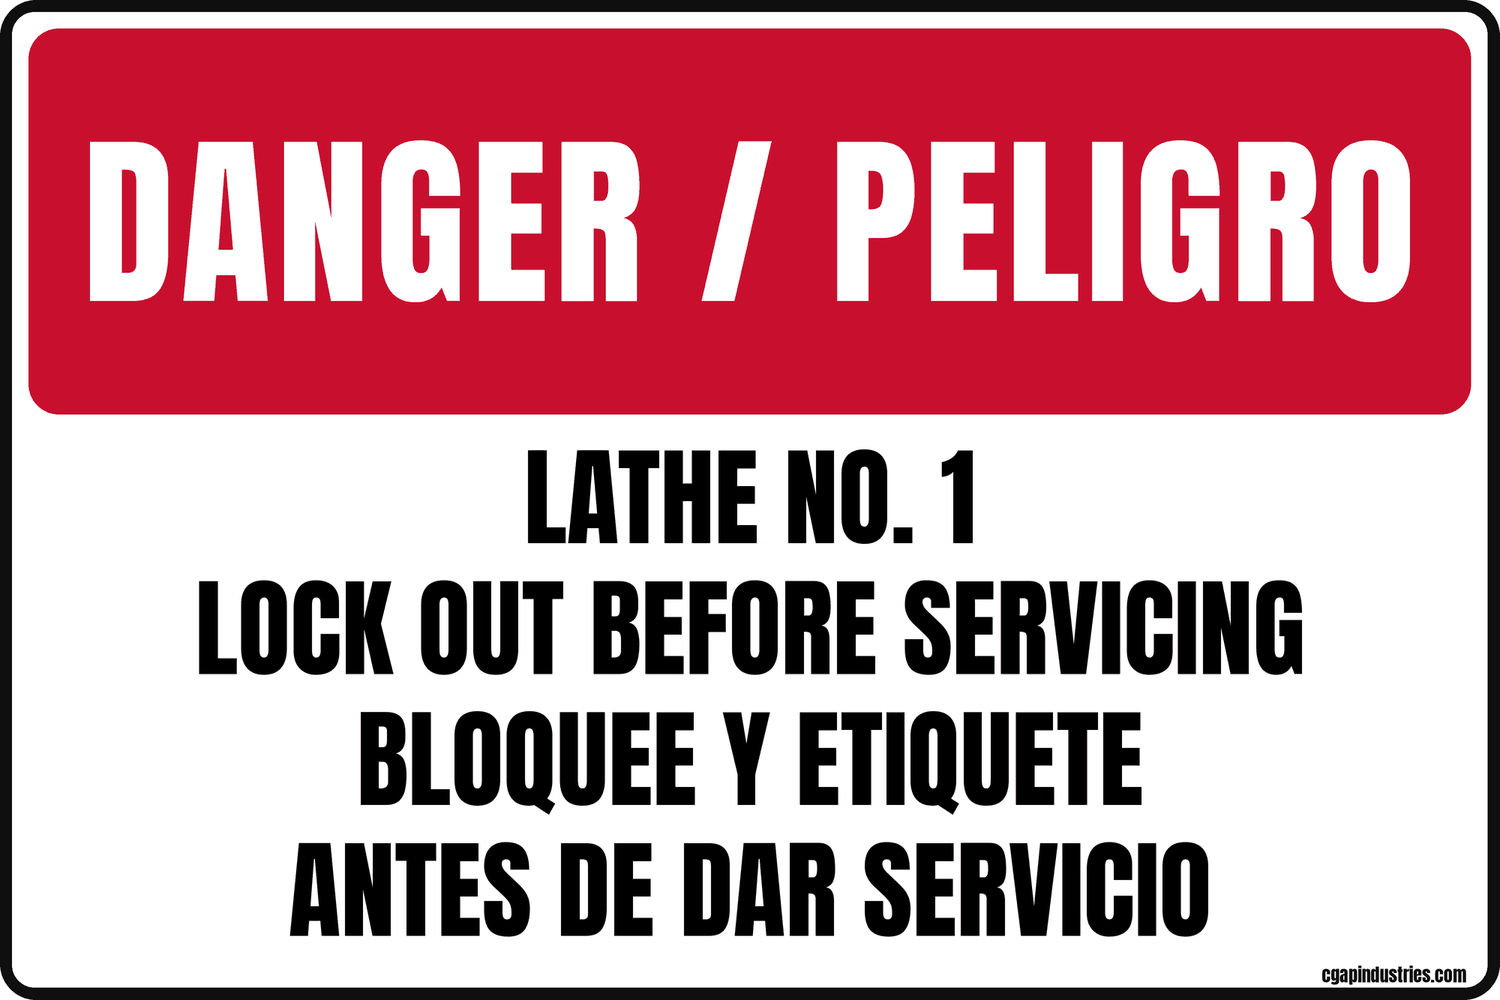 DANGER / PELIGRO
LATHE NO. 1
LOCK OUT BEFORE SERVICING
BLOQUEE Y ETIQUETE
ANTES DE DAR SERVICIO
cgapindustries.com